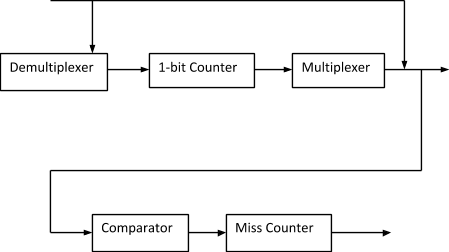 Demultiplexer
1-bit Counter
Multiplexer
Comparator
Miss Counter